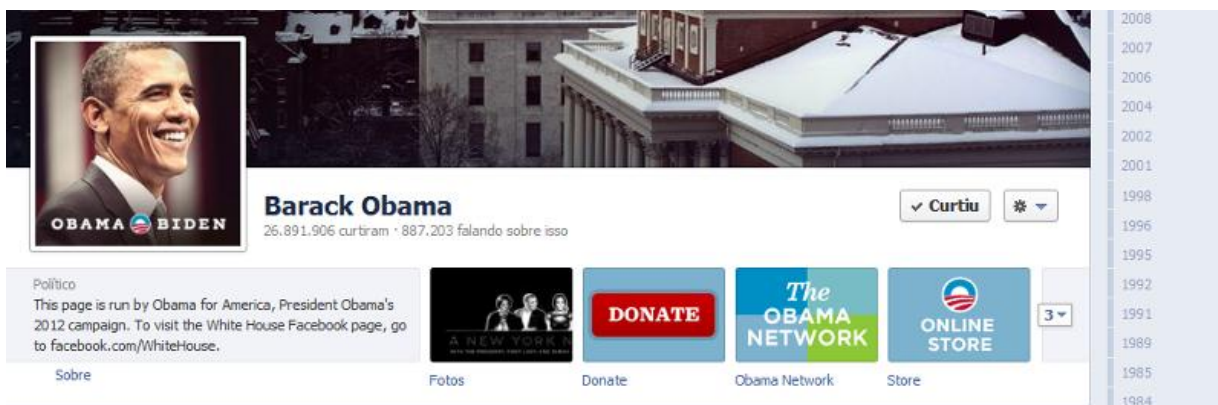 OBAMA BIDEN
Barack Obama
26.891.906 curtiram · 887.203 falando sobre isso
✓ Curtiu
Político
This page is run by Obama for America, President Obama's
2012 campaign. To visit the White House Facebook page, go
to facebook.com/WhiteHouse.
Sobre
A NEW YORK N
Fotos
DONATE
Donate
The
OBAMA
NETWORK
Obama Network
ONLINE
STORE
Store
3
2008
2007
2006
2004
2002
2001
1998
1996
1995
1992
1991
1989
1985
1984